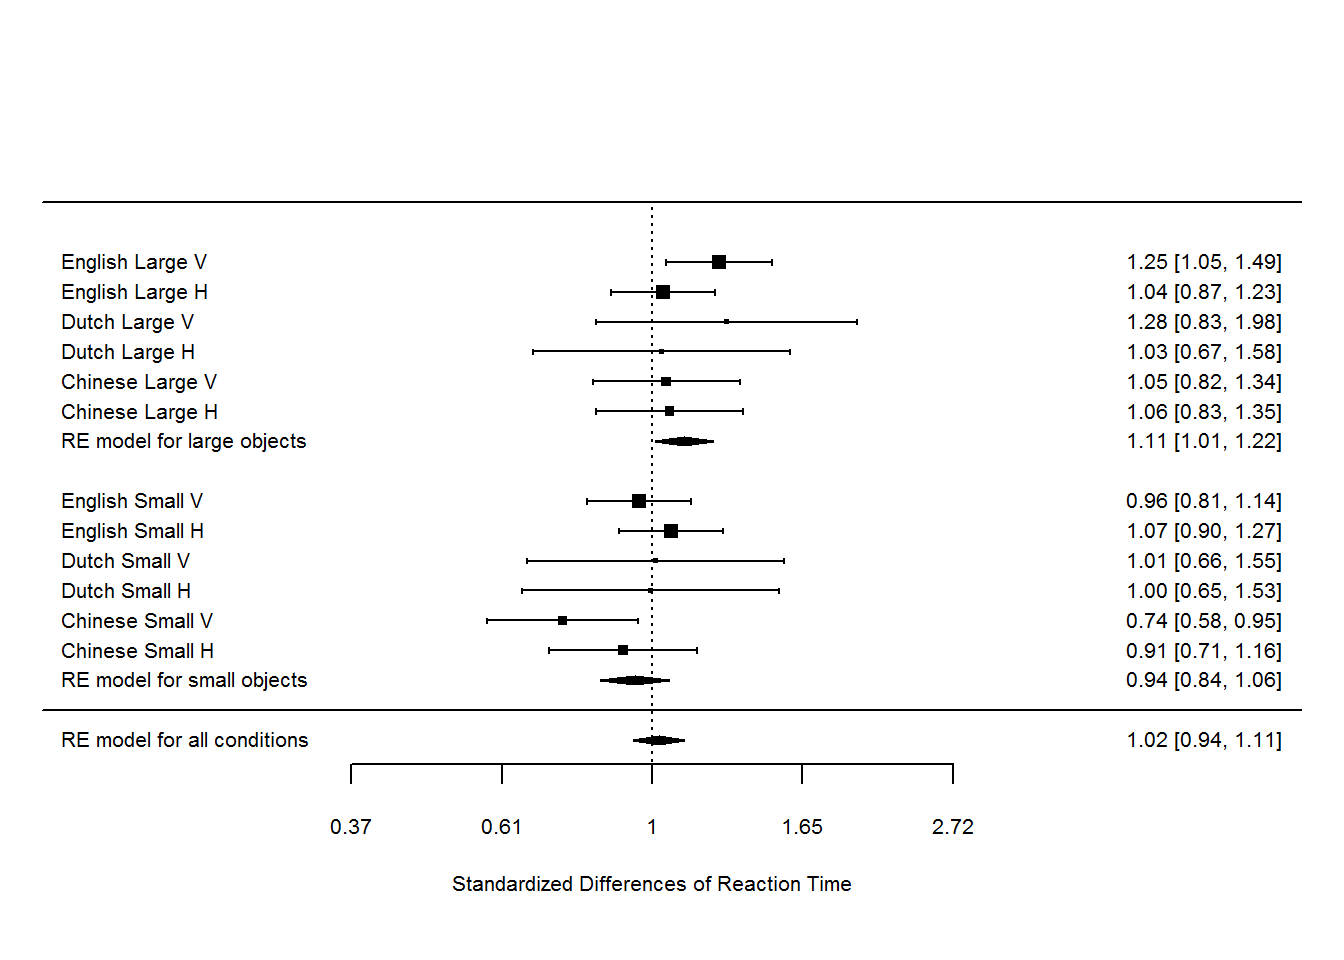 English Large V 1.25 [1.05, 1.49]
English Large H 1.04 [0.87, 1.23]
Dutch Large V 1.28 [0.83, 1.98]
Dutch Large H 1.03 [0.67, 1.58]
Chinese Large V 1.05 [0.82, 1.34]
Chinese Large H 1.06 [0.83, 1.35]
RE model for large objects 1.11 [1.01, 1.22]
English Small V 0.96 [0.81, 1.14]
English Small H 1.07 [0.90, 1.27]
Dutch Small V 1.01 [0.66, 1.55]
Dutch Small H 1.00 [0.65, 1.53]
Chinese Small V 0.74 [0.58, 0.95]
Chinese Small H 0.91 [0.71, 1.16]
RE model for small objects 0.94 [0.84, 1.06]
RE model for all conditions 1.02 [0.94, 1.11]
0.37 0.61 1 1.65 2.72
Standardized Differences of Reaction Time